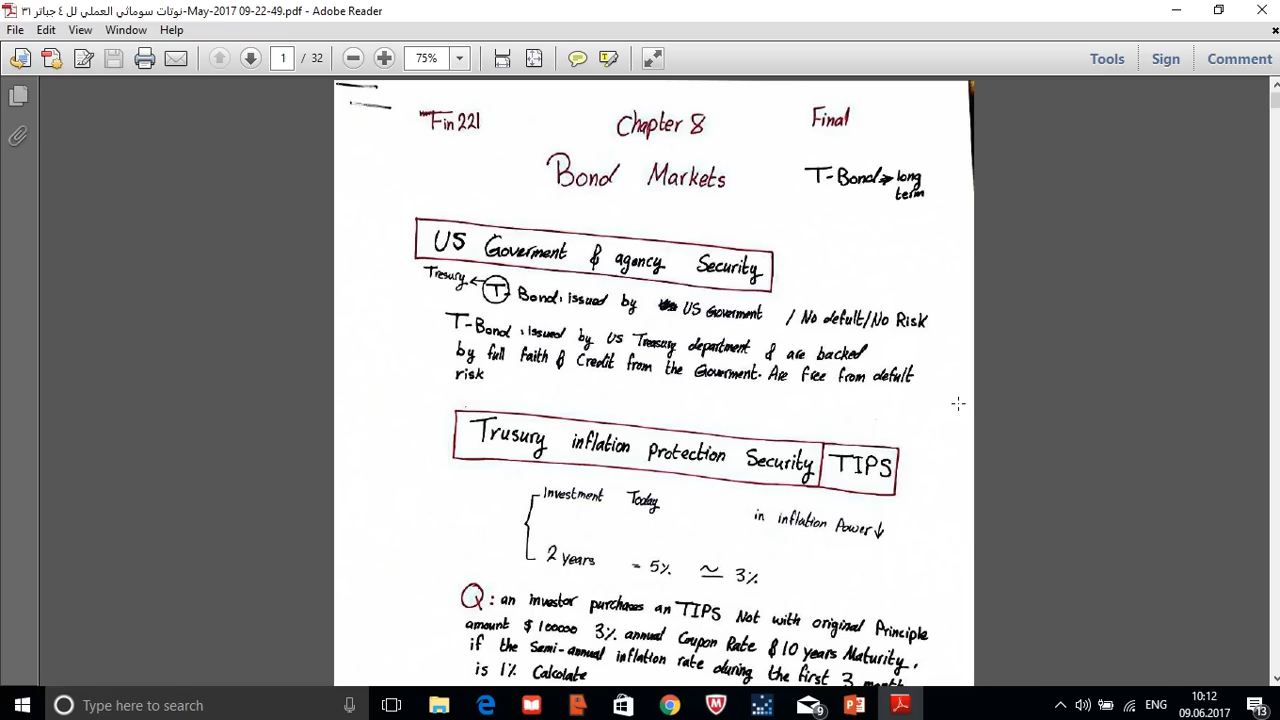 نوتات سوماثي العملي لل ٤ جباتر ٣١-May-2017 09-22-49.pdf - Adobe Reader
File Edit View Window Help
1 / 32 75% Tools Sign Comment
Fin 221 Chapter 8 Final
Bond Markets
T-Bond → long
term
US Goverment & agency Security
Tresury ← T- Bond: issued by US Goverment / No defult/No Risk
T-Bond: issued by US Treasury department & are backed
by full faith & Credit from the Goverment. Are free from defult
risk
Trusury inflation Protection Security TIPS
Investment Today
in inflation Power ↓
2 years = 5% ≃ 3%
Q: an investor purchases an TIPS Not with original Principle
amount $ 100000 3% annual Coupon Rate & 10 years Maturity.
if the Semi-annual inflation rate during the first 3 month
is 1% Calculate
Type here to search
9
ENG
10:12
09.06.2017
13